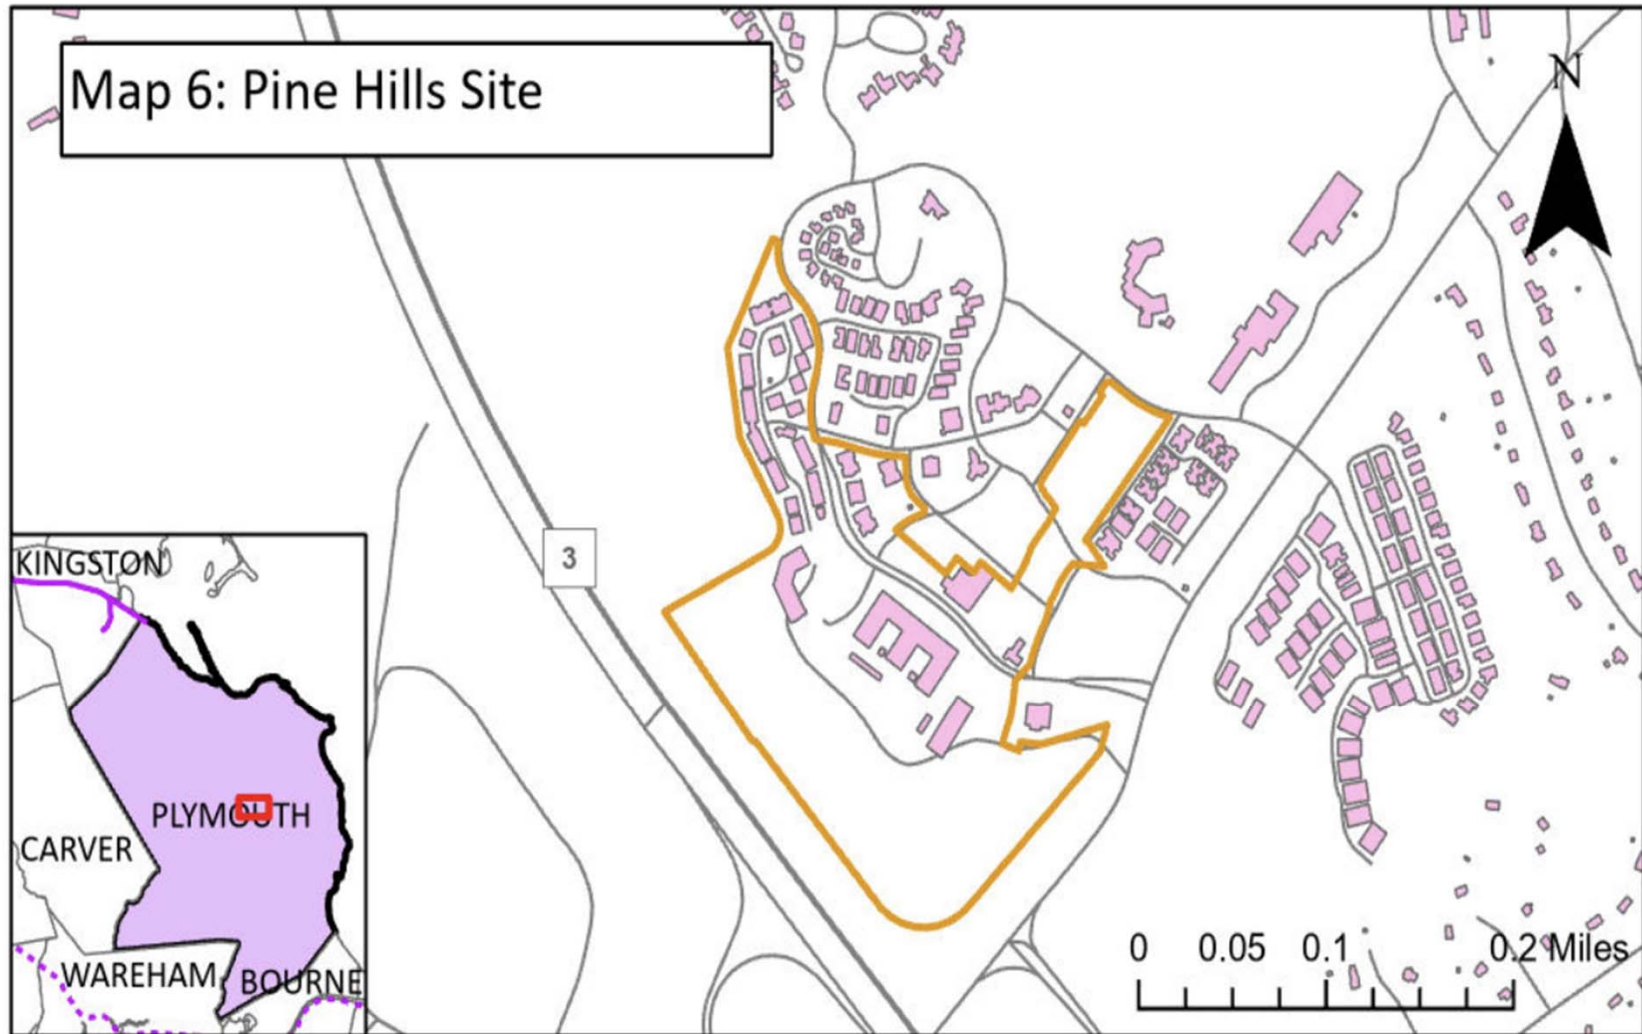 Map 6: Pine Hills Site
N
3
KINGSTON
PLYMOUTH
CARVER
WAREHAM
BOURNE
0 0.05 0.1 0.2 Miles